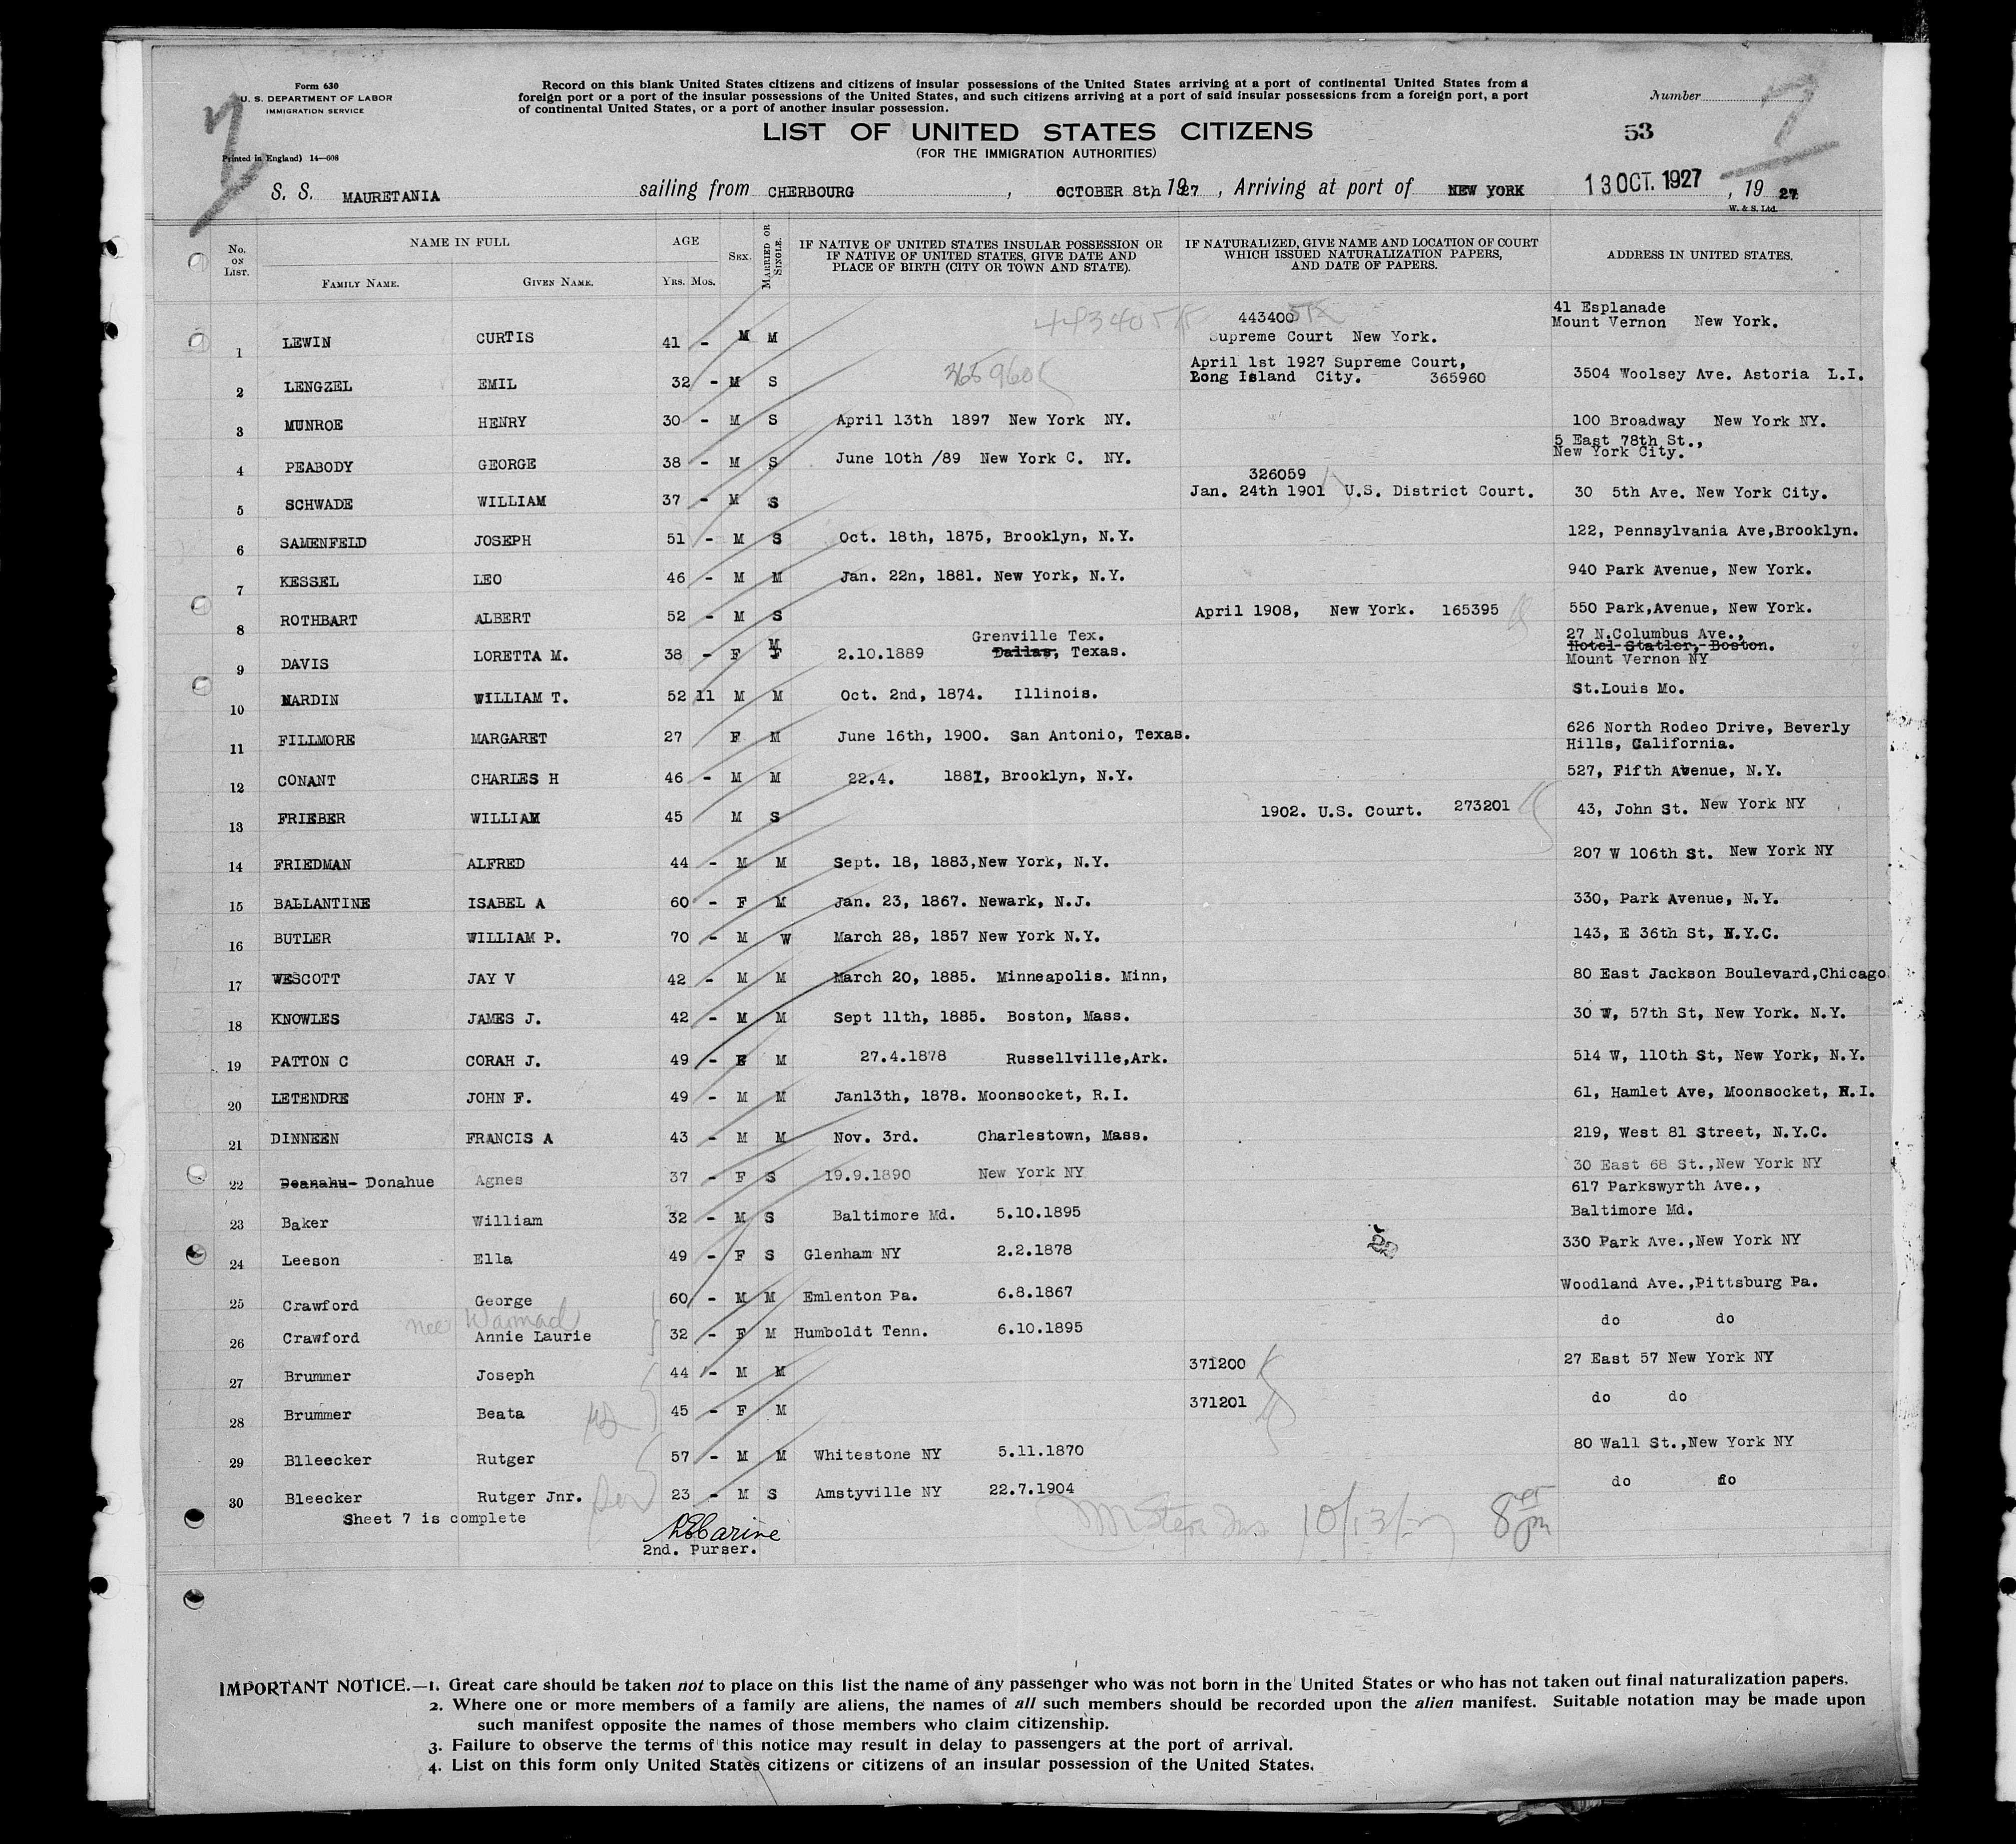 Form 630
U. S. DEPARTMENT OF LABOR
IMMIGRATION SERVICE
Printed in England) 14—608
Record on this blank United States citizens and citizens of insular possessions of the United States arriving at a port of continental United States from a
foreign port or a port of the insular possessions of the United States, and such citizens arriving at a port of said insular possessions from a foreign port, a port
of continental United States, or a port of another insular possession.
Number 7
LIST OF UNITED STATES CITIZENS
53
(FOR THE IMMIGRATION AUTHORITIES)
S. S. MAURETANIA sailing from CHERBOURG, OCTOBER 8th, 1927, Arriving at port of NEW YORK 13 OCT. 1927, 19 27
W. & S. Ltd.
No. ON LIST. NAME IN FULL FAMILY NAME. GIVEN NAME. AGE YRS. MOS. SEX. MARRIED OR SINGLE. IF NATIVE OF UNITED STATES INSULAR POSSESSION OR IF NATIVE OF UNITED STATES, GIVE DATE AND PLACE OF BIRTH (CITY OR TOWN AND STATE). IF NATURALIZED, GIVE NAME AND LOCATION OF COURT WHICH ISSUED NATURALIZATION PAPERS, AND DATE OF PAPERS. ADDRESS IN UNITED STATES.
1 LEWIN CURTIS 41 - M M 443400 Supreme Court New York. 41 Esplanade Mount Vernon New York.
2 LENGZEL EMIL 32 - M S 365960 April 1st 1927 Supreme Court, Long Island City. 365960 3504 Woolsey Ave. Astoria L.I.
3 MUNROE HENRY 30 - M S April 13th 1897 New York NY. 100 Broadway New York NY.
4 PEABODY GEORGE 38 - M S June 10th /89 New York C. NY. 5 East 78th St., New York City.
5 SCHWADE WILLIAM 37 - M S 326059 Jan. 24th 1901 U.S. District Court. 30 5th Ave. New York City.
6 SAMENFELD JOSEPH 51 - M S Oct. 18th, 1875, Brooklyn, N.Y. 122, Pennsylvania Ave,Brooklyn.
7 KESSEL LEO 46 - M M Jan. 22n, 1881. New York, N.Y. 940 Park Avenue, New York.
8 ROTHBART ALBERT 52 - M S April 1908, New York. 165395 550 Park,Avenue, New York.
9 DAVIS LORETTA M. 38 - F M 2.10.1889 Grenville Tex. Dallas, Texas. 27 N.Columbus Ave., Hotel Statler, Boston. Mount Vernon NY
10 MARDIN WILLIAM T. 52 11 M M Oct. 2nd, 1874. Illinois. St.Louis Mo.
11 FILLMORE MARGARET 27 F M June 16th, 1900. San Antonio, Texas. 626 North Rodeo Drive, Beverly Hills, California.
12 CONANT CHARLES H 46 - M M 22.4. 1881, Brooklyn, N.Y. 527, Fifth Avenue, N.Y.
13 FRIEBER WILLIAM 45 M S 1902. U.S. Court. 273201 43, John St. New York NY
14 FRIEDMAN ALFRED 44 - M M Sept. 18, 1883,New York, N.Y. 207 W 106th St. New York NY
15 BALLANTINE ISABEL A 60 - F M Jan. 23, 1867. Newark, N.J. 330, Park Avenue, N.Y.
16 BUTLER WILLIAM P. 70 - M W March 28, 1857 New York N.Y. 143, E 36th St, N.Y.C.
17 WESCOTT JAY V 42 - M M March 20, 1885. Minneapolis. Minn, 80 East Jackson Boulevard,Chicago
18 KNOWLES JAMES J. 42 - M M Sept 11th, 1885. Boston, Mass. 30 W, 57th St, New York. N.Y.
19 PATTON C CORAH J. 49 - F M 27.4.1878 Russellville,Ark. 514 W, 110th St, New York, N.Y.
20 LETENDRE JOHN F. 49 - M M Jan13th, 1878. Moonsocket, R.I. 61, Hamlet Ave, Moonsocket, R.I.
21 DINNEEN FRANCIS A 43 - M M Nov. 3rd. Charlestown, Mass. 219, West 81 Street, N.Y.C.
22 Deanahu- Donahue Agnes 37 - F S 19.9.1890 New York NY 30 East 68 St.,New York NY
23 Baker William 32 - M S Baltimore Md. 5.10.1895 617 Parkswyrth Ave., Baltimore Md.
24 Leeson Ella 49 - F S Glenham NY 2.2.1878 330 Park Ave.,New York NY
25 Crawford George 60 - M M Emlenton Pa. 6.8.1867 Woodland Ave.,Pittsburg Pa.
26 Crawford nee Annie Laurie 32 - F M Humboldt Tenn. 6.10.1895 do do
27 Brummer Joseph 44 - M M 371200 27 East 57 New York NY
28 Brummer Beata 45 - F M 371201 do do
29 Blleecker Rutger 57 - M M Whitestone NY 5.11.1870 80 Wall St.,New York NY
30 Bleecker Rutger Jnr. 23 - M S Amstyville NY 22.7.1904 do do
Sheet 7 is complete
2nd. Purser.
10/13/27 8 pm
IMPORTANT NOTICE.—1. Great care should be taken not to place on this list the name of any passenger who was not born in the United States or who has not taken out final naturalization papers.
2. Where one or more members of a family are aliens, the names of all such members should be recorded upon the alien manifest. Suitable notation may be made upon
such manifest opposite the names of those members who claim citizenship.
3. Failure to observe the terms of this notice may result in delay to passengers at the port of arrival.
4. List on this form only United States citizens or citizens of an insular possession of the United States.